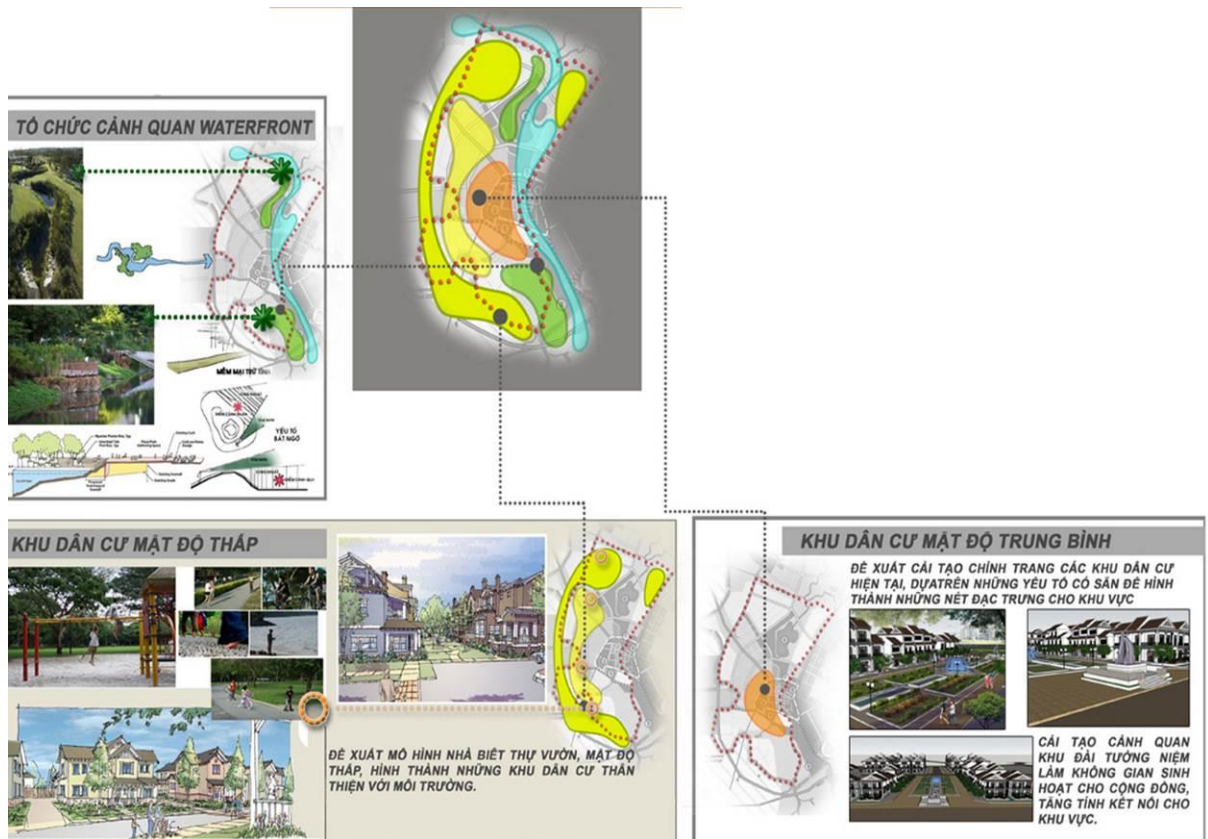 TỔ CHỨC CẢNH QUAN WATERFRONT
MỀM MẠI TRỮ TÌNH
YẾU TỐ
BẤT NGỜ
KHU DÂN CƯ MẬT ĐỘ THẤP
ĐỀ XUẤT MÔ HÌNH NHÀ BIỆT THỰ VƯỜN, MẬT ĐỘ
THẤP, HÌNH THÀNH NHỮNG KHU DÂN CƯ THÂN
THIỆN VỚI MÔI TRƯỜNG.
KHU DÂN CƯ MẬT ĐỘ TRUNG BÌNH
ĐỀ XUẤT CẢI TẠO CHỈNH TRANG CÁC KHU DÂN CƯ
HIỆN TẠI, DỰATRÊN NHỮNG YẾU TỐ CÓ SẴN ĐỂ HÌNH
THÀNH NHỮNG NÉT ĐẠC TRƯNG CHO KHU VỰC
CẢI TẠO CẢNH QUAN
KHU ĐÀI TƯỞNG NIỆM
LÀM KHÔNG GIAN SINH
HOẠT CHO CỘNG ĐỒNG,
TĂNG TÍNH KẾT NỐI CHO
KHU VỰC.